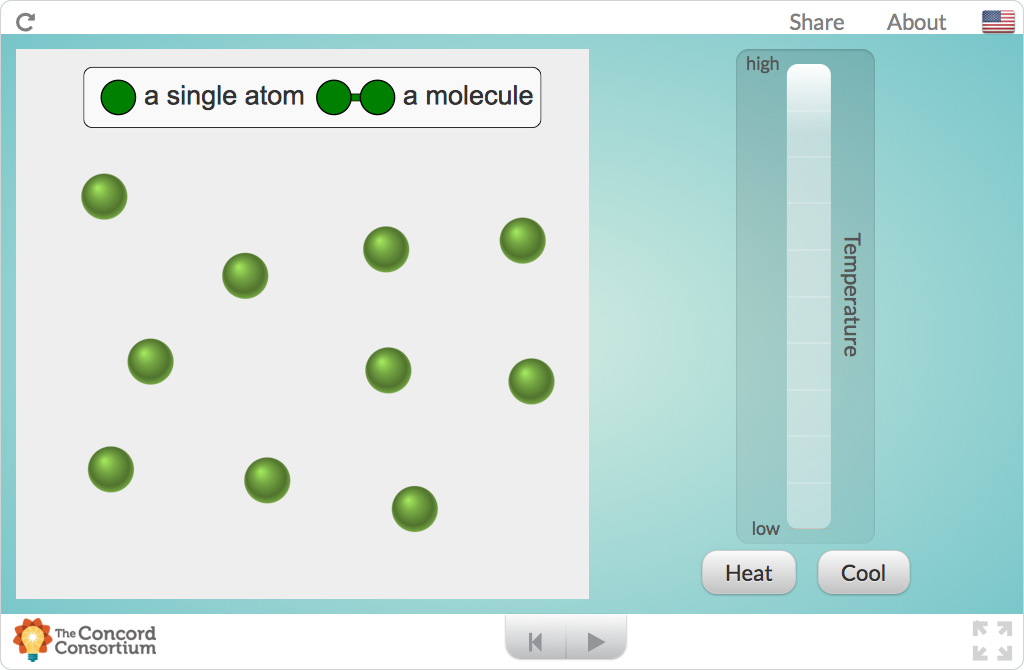 Share About
a single atom a molecule
high
Temperature
low
Heat Cool
The Concord
Consortium